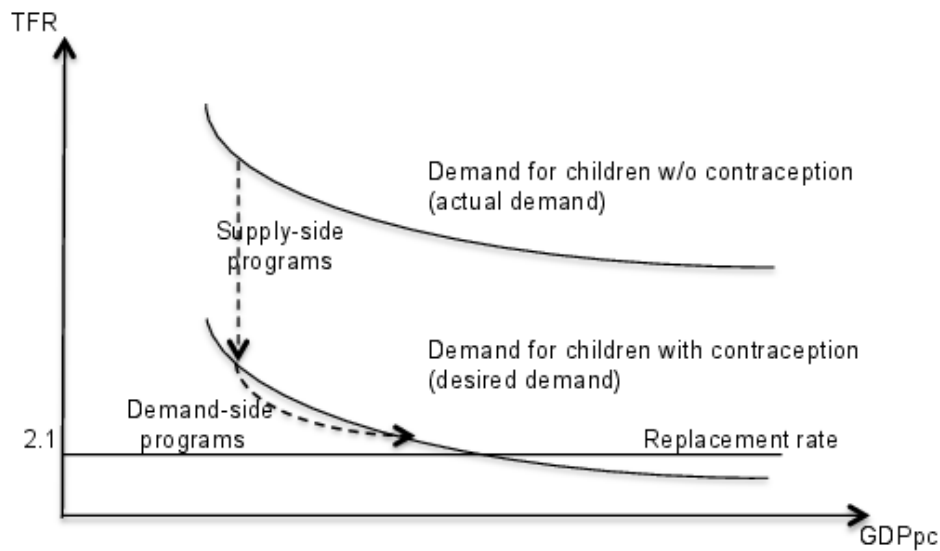 TFR
Demand for children w/o contraception
(actual demand)
Supply-side
programs
Demand for children with contraception
(desired demand)
Demand-side
programs
2.1
Replacement rate
GDPpc